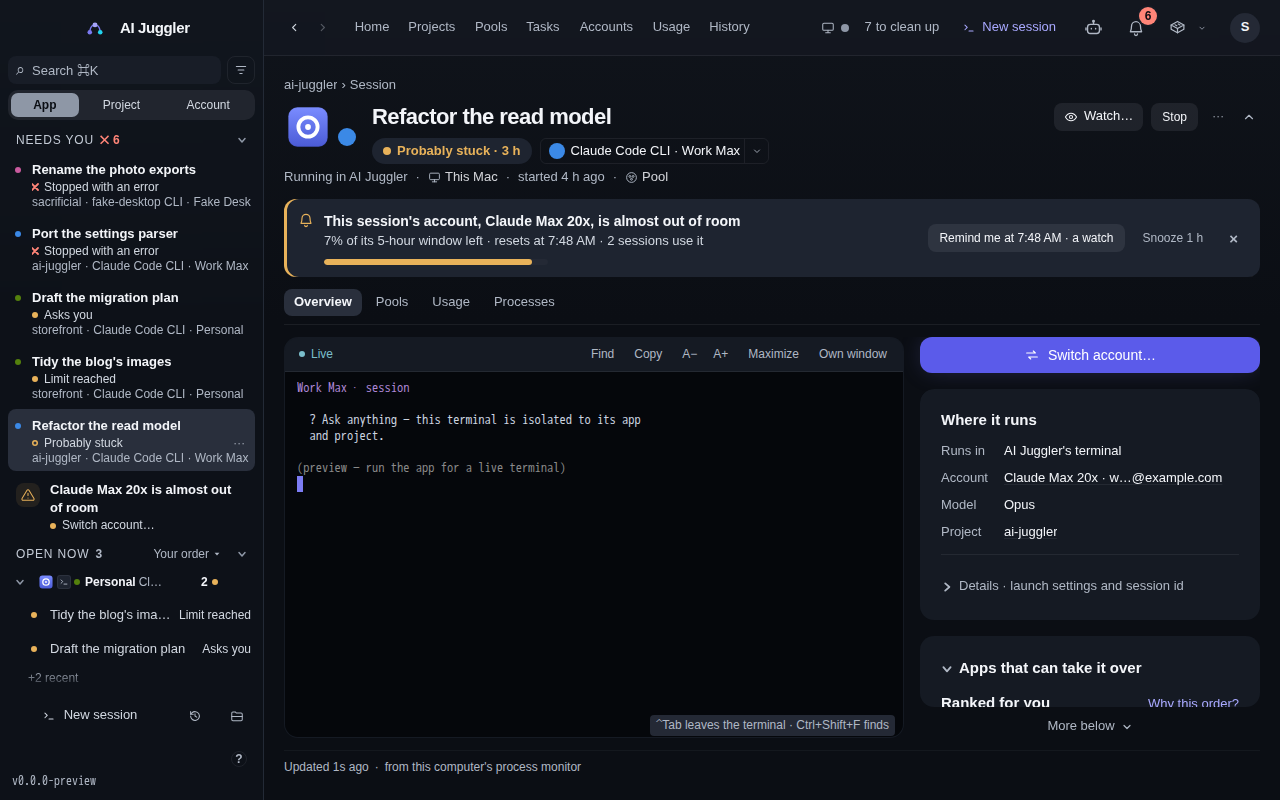 AI Juggler
Search ⌘K
App Project Account
NEEDS YOU 6
Rename the photo exports
Stopped with an error
sacrificial · fake-desktop CLI · Fake Desk
Port the settings parser
Stopped with an error
ai-juggler · Claude Code CLI · Work Max
Draft the migration plan
Asks you
storefront · Claude Code CLI · Personal
Tidy the blog's images
Limit reached
storefront · Claude Code CLI · Personal
Refactor the read model
Probably stuck ···
ai-juggler · Claude Code CLI · Work Max
Claude Max 20x is almost out
of room
Switch account…
OPEN NOW 3 Your order
Personal Cl… 2
Tidy the blog's ima… Limit reached
Draft the migration plan Asks you
+2 recent
New session
?
v0.0.0-preview
Home Projects Pools Tasks Accounts Usage History
7 to clean up
New session
6
S
ai-juggler › Session
Refactor the read model
Watch… Stop ···
Probably stuck · 3 h
Claude Code CLI · Work Max
Running in AI Juggler · This Mac · started 4 h ago · Pool
This session's account, Claude Max 20x, is almost out of room
7% of its 5-hour window left · resets at 7:48 AM · 2 sessions use it
Remind me at 7:48 AM · a watch Snooze 1 h ×
Overview Pools Usage Processes
Live Find Copy A− A+ Maximize Own window
Work Max · session
? Ask anything — this terminal is isolated to its app
and project.
(preview — run the app for a live terminal)
^Tab leaves the terminal · Ctrl+Shift+F finds
Switch account…
Where it runs
Runs in AI Juggler's terminal
Account Claude Max 20x · w…@example.com
Model Opus
Project ai-juggler
Details · launch settings and session id
Apps that can take it over
Ranked for you Why this order?
More below
Updated 1s ago · from this computer's process monitor